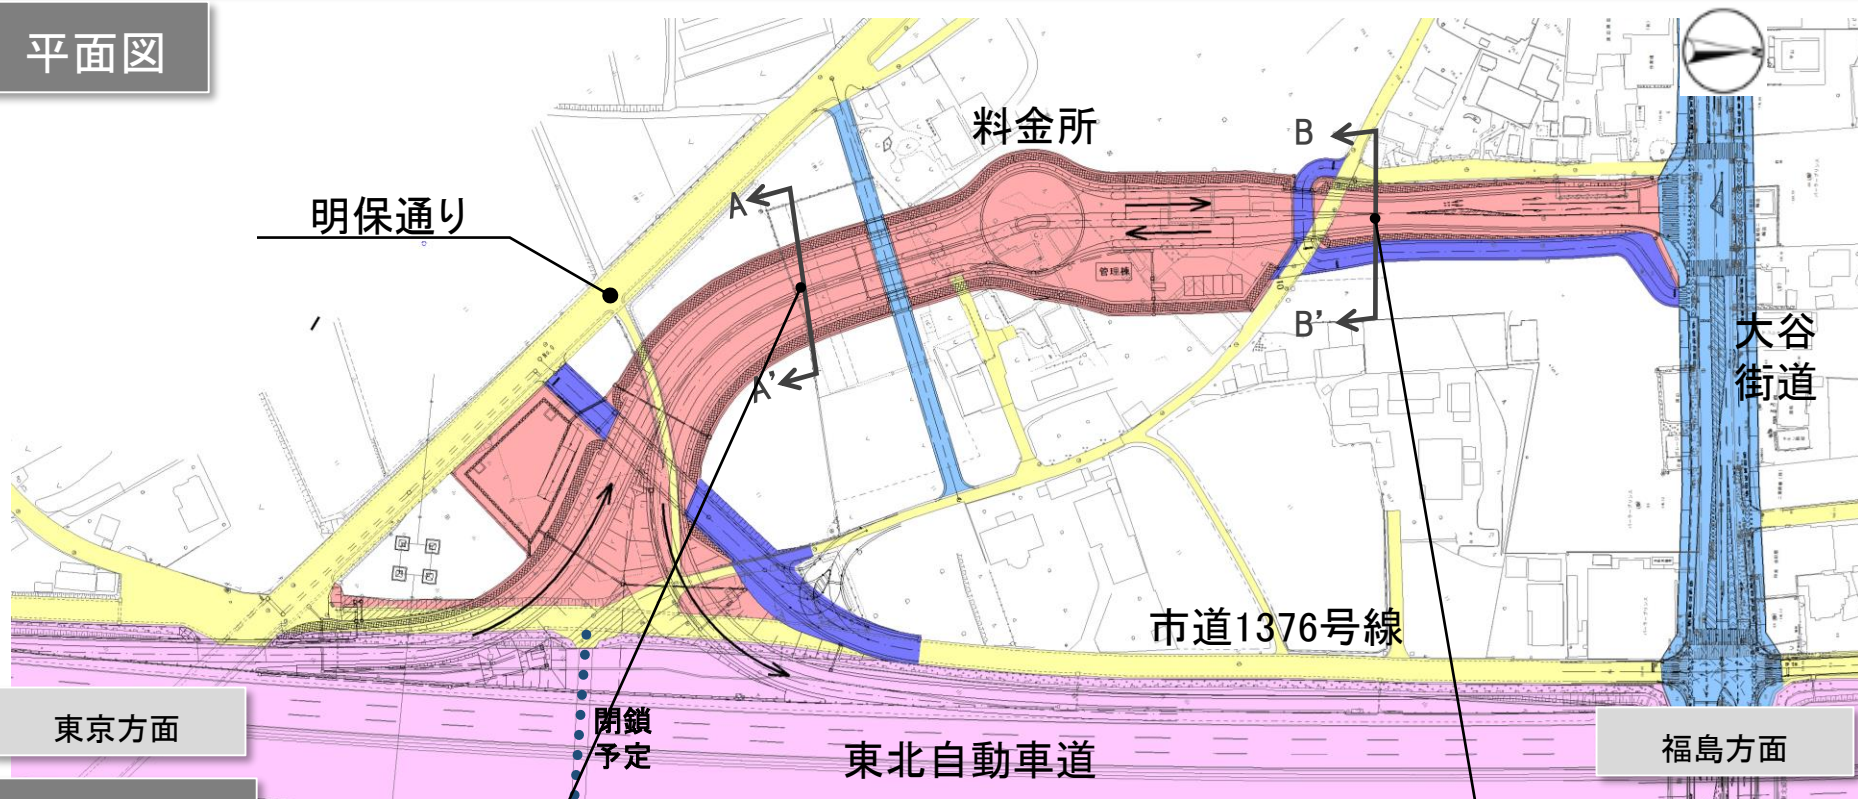 平面図
料金所
B
A
明保通り
管理棟
B'
A'
大谷
街道
市道1376号線
東京方面
閉鎖
予定
東北自動車道
福島方面